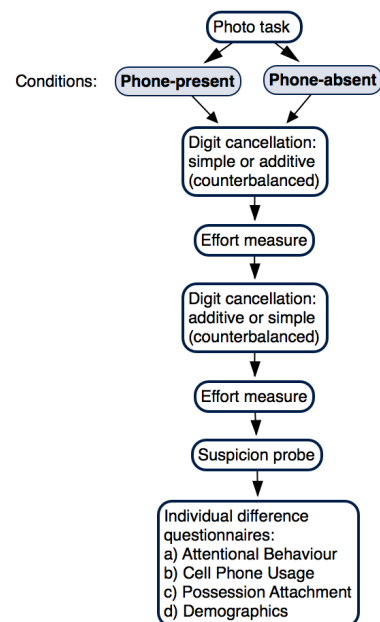 Photo task
Conditions: Phone-present Phone-absent
Digit cancellation:
simple or additive
(counterbalanced)
Effort measure
Digit cancellation:
additive or simple
(counterbalanced)
Effort measure
Suspicion probe
Individual difference
questionnaires:
a) Attentional Behaviour
b) Cell Phone Usage
c) Possession Attachment
d) Demographics